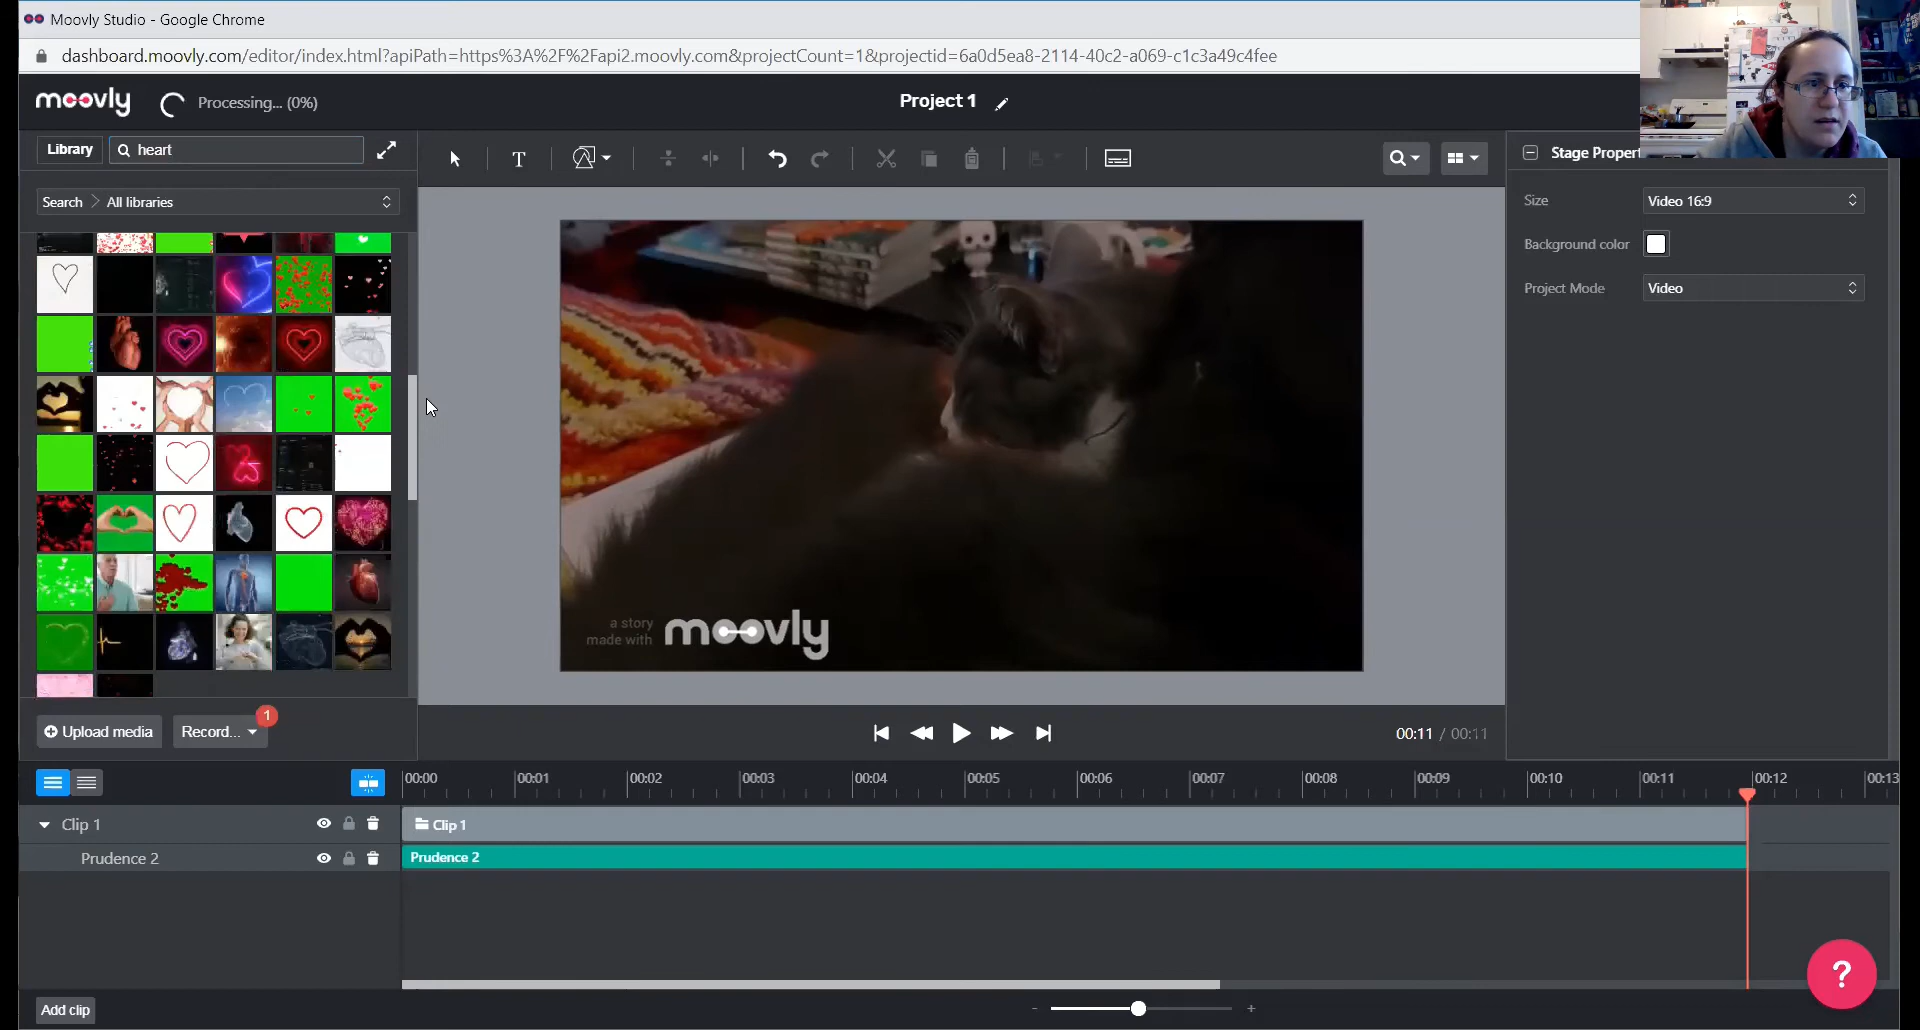 Moovly Studio - Google Chrome
dashboard.moovly.com/editor/index.html?apiPath=https%3A%2F%2Fapi2.moovly.com&projectCount=1&projectid=6a0d5ea8-2114-40c2-a069-c1c3a49c4fee
moovly
Processing... (0%)
Project 1
Library
heart
T
Stage Propert
Search > All libraries
Size
Video 16:9
Background color
Project Mode
Video
a story
made with
moovly
Upload media
Record...
1
00:11 / 00:11
00:00 00:01 00:02 00:03 00:04 00:05 00:06 00:07 00:08 00:09 00:10 00:11 00:12 00:13
Clip 1
Clip 1
Prudence 2
Prudence 2
?
Add clip
- +